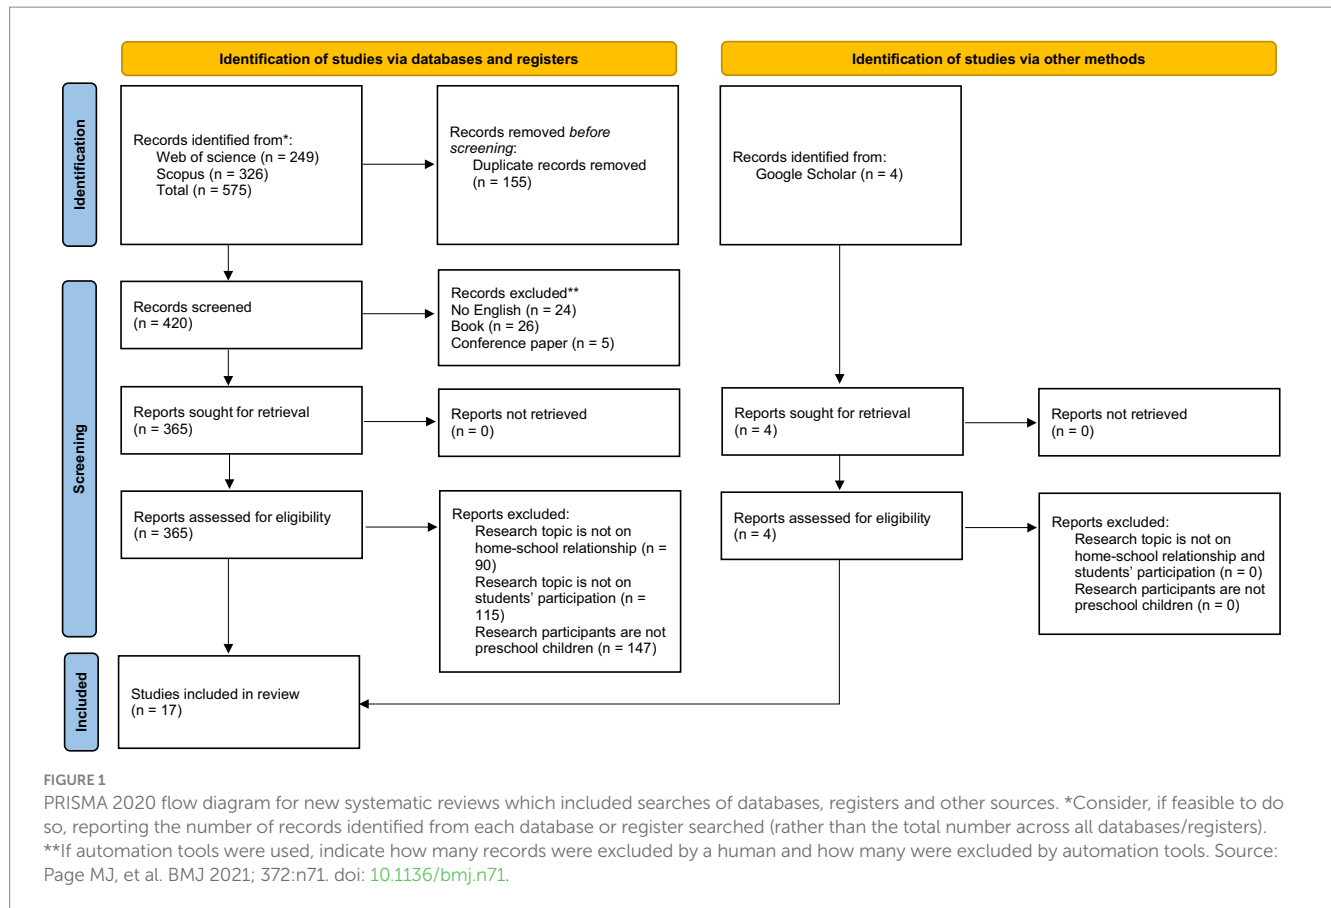 Identification of studies via databases and registers
Identification of studies via other methods
Identification
Records identified from*:
Web of science (n = 249)
Scopus (n = 326)
Total (n = 575)
Records removed before
screening:
Duplicate records removed
(n = 155)
Records identified from:
Google Scholar (n = 4)
Screening
Records screened
(n = 420)
Records excluded**
No English (n = 24)
Book (n = 26)
Conference paper (n = 5)
Reports sought for retrieval
(n = 365)
Reports not retrieved
(n = 0)
Reports sought for retrieval
(n = 4)
Reports not retrieved
(n = 0)
Reports assessed for eligibility
(n = 365)
Reports excluded:
Research topic is not on
home-school relationship (n =
90)
Research topic is not on
students’ participation (n =
115)
Research participants are not
preschool children (n = 147)
Reports assessed for eligibility
(n = 4)
Reports excluded:
Research topic is not on
home-school relationship and
students’ participation (n = 0)
Research participants are not
preschool children (n = 0)
Included
Studies included in review
(n = 17)
FIGURE 1
PRISMA 2020 flow diagram for new systematic reviews which included searches of databases, registers and other sources. *Consider, if feasible to do
so, reporting the number of records identified from each database or register searched (rather than the total number across all databases/registers).
**If automation tools were used, indicate how many records were excluded by a human and how many were excluded by automation tools. Source:
Page MJ, et al. BMJ 2021; 372:n71. doi: 10.1136/bmj.n71.